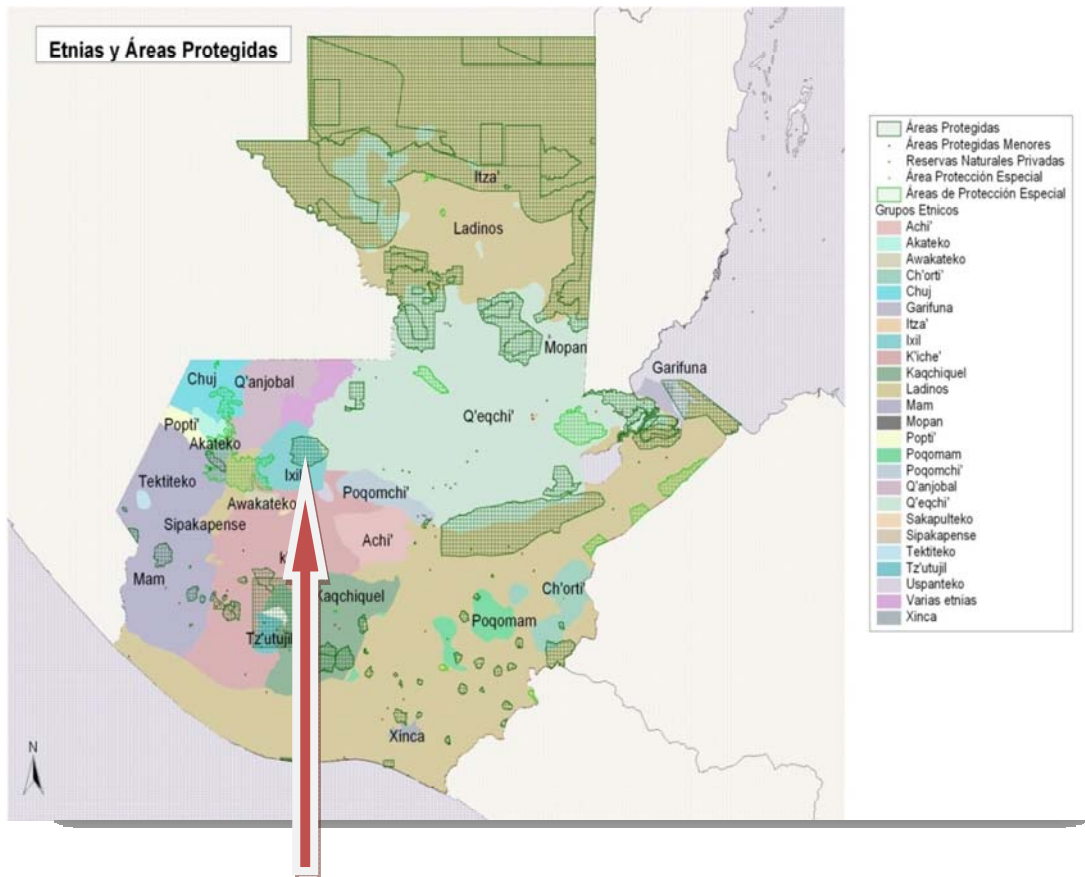 Etnias y Áreas Protegidas
Itza'
Ladinos
Mopan
Garifuna
Chuj
Q'anjobal
Q'eqchi'
Popti'
Akateko
Ixil
Tektiteko
Poqomchi'
Awakateko
Sipakapense
Achi'
Mam
Ch'orti'
Kaqchiquel
Poqomam
Tz'utujil
Xinca
N
Áreas Protegidas
Áreas Protegidas Menores
Reservas Naturales Privadas
Área Protección Especial
Áreas de Protección Especial
Grupos Etnicos
Achi'
Akateko
Awakateko
Ch'orti'
Chuj
Garifuna
Itza'
Ixil
K'iche'
Kaqchiquel
Ladinos
Mam
Mopan
Popti'
Poqomam
Poqomchi'
Q'anjobal
Q'eqchi'
Sakapulteko
Sipakapense
Tektiteko
Tz'utujil
Uspanteko
Varias etnias
Xinca